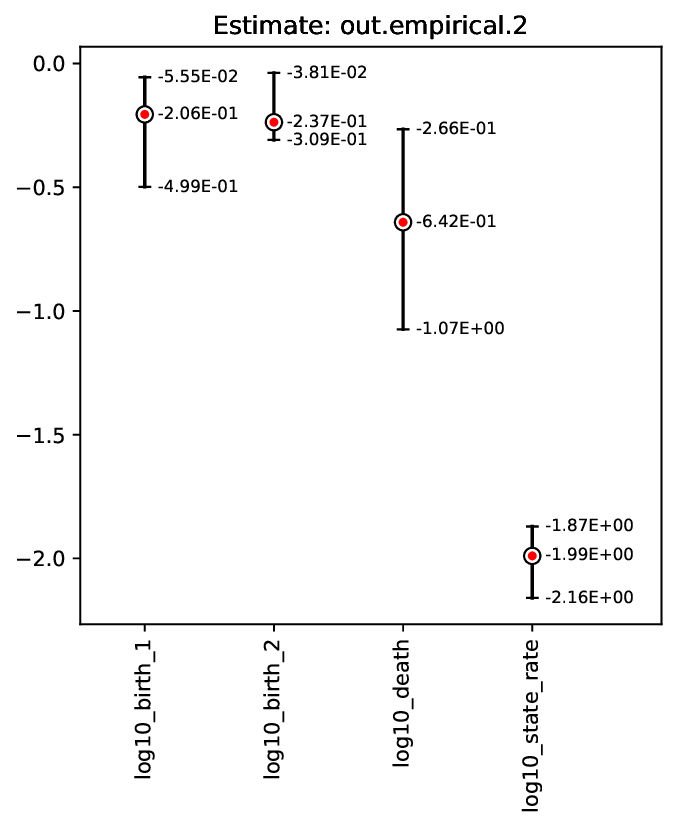 Estimate: out.empirical.2
0.0
−0.5
−1.0
−1.5
−2.0
-5.55E-02
-2.06E-01
-4.99E-01
-3.81E-02
-2.37E-01
-3.09E-01
-2.66E-01
-6.42E-01
-1.07E+00
-1.87E+00
-1.99E+00
-2.16E+00
log10_birth_1
log10_birth_2
log10_death
log10_state_rate